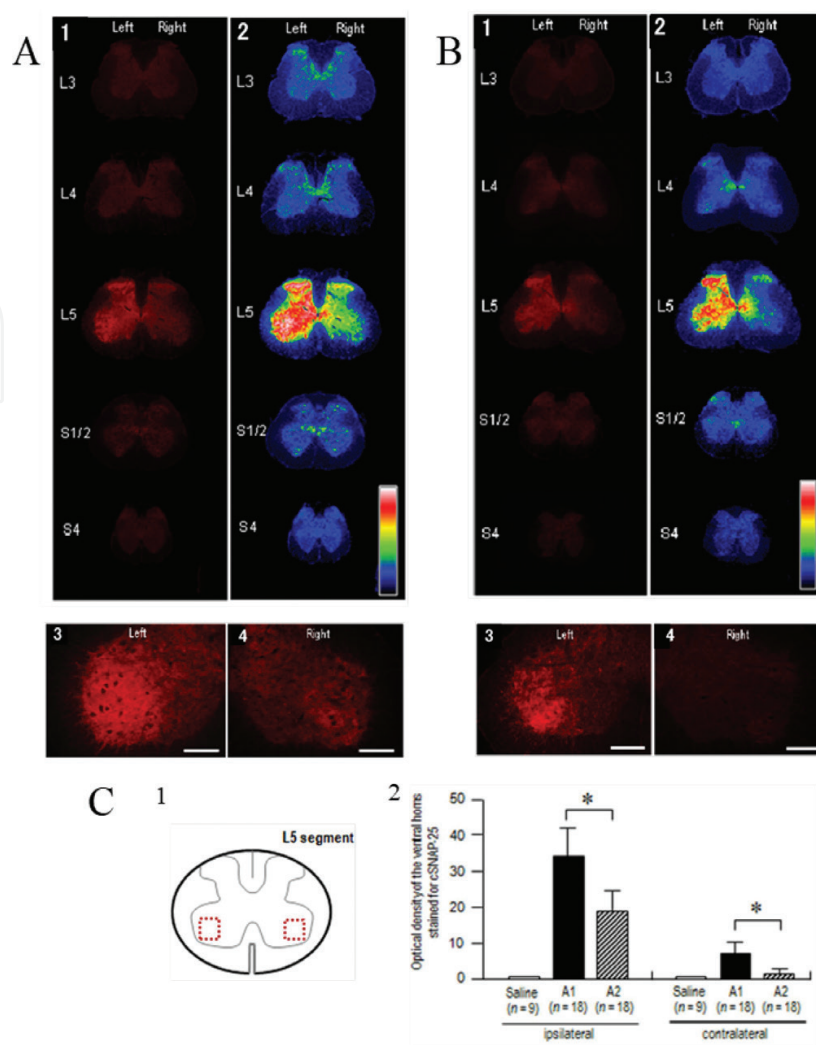 A
1
Left Right
L3
L4
L5
S1/2
S4
2
Left Right
L3
L4
L5
S1/2
S4
3
Left
4
Right
B
1
Left Right
L3
L4
L5
S1/2
S4
2
Left Right
L3
L4
L5
S1/2
S4
3
Left
4
Right
C
1
L5 segment
2
Optical density of the ventral horns
stained for cSNAP-25
50
40
30
20
10
0
*
*
Saline A1 A2 Saline A1 A2
(n = 9) (n = 18) (n = 18) (n = 9) (n = 18) (n = 18)
ipsilateral contralateral